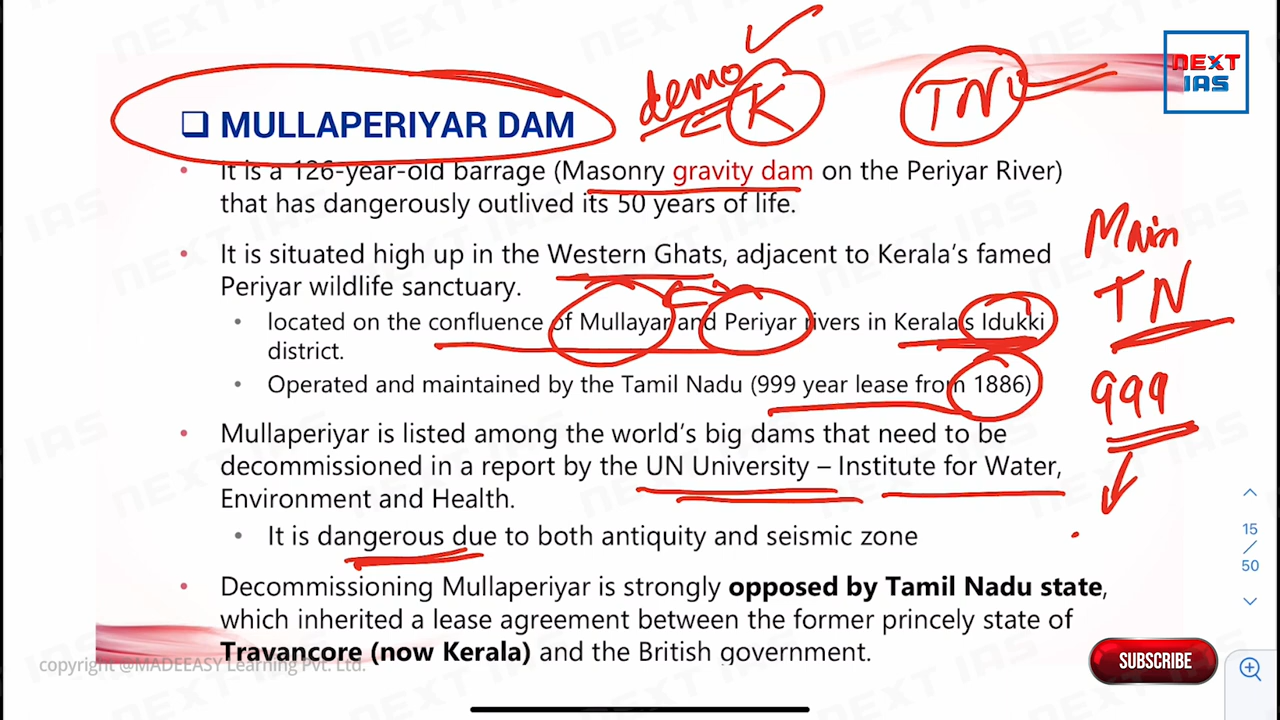 demo K TN
NEXT
IAS
❑ MULLAPERIYAR DAM
• It is a 126-year-old barrage (Masonry gravity dam on the Periyar River)
that has dangerously outlived its 50 years of life.
• It is situated high up in the Western Ghats, adjacent to Kerala’s famed
Periyar wildlife sanctuary.
• located on the confluence of Mullayar and Periyar rivers in Kerala's Idukki
district.
• Operated and maintained by the Tamil Nadu (999 year lease from 1886)
Main
TN
999
• Mullaperiyar is listed among the world’s big dams that need to be
decommissioned in a report by the UN University – Institute for Water,
Environment and Health.
• It is dangerous due to both antiquity and seismic zone
15
/
50
• Decommissioning Mullaperiyar is strongly opposed by Tamil Nadu state,
which inherited a lease agreement between the former princely state of
Travancore (now Kerala) and the British government.
copyright @MADEEASY Learning Pvt. Ltd.
SUBSCRIBE